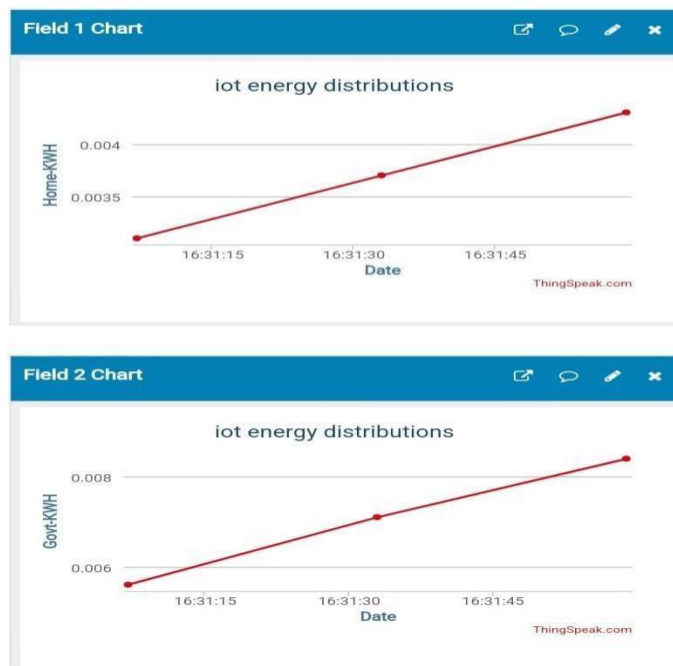 Field 1 Chart
iot energy distributions
Home-KWH
0.004
0.0035
16:31:15 16:31:30 16:31:45
Date
ThingSpeak.com
Field 2 Chart
iot energy distributions
Govt-KWH
0.008
0.006
16:31:15 16:31:30 16:31:45
Date
ThingSpeak.com